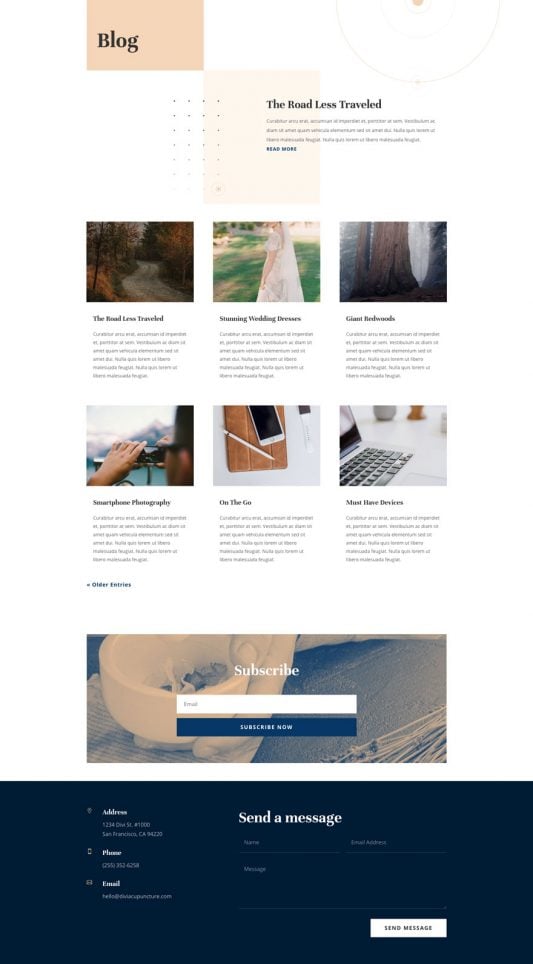 Blog
The Road Less Traveled
Curabitur arcu erat, accumsan id imperdiet et, porttitor at sem. Vestibulum ac
diam sit amet quam vehicula elementum sed sit amet dui. Nulla quis lorem ut
libero malesuada feugiat. Nulla quis lorem ut libero malesuada feugiat.
READ MORE
The Road Less Traveled
Curabitur arcu erat, accumsan id imperdiet
et, porttitor at sem. Vestibulum ac diam sit
amet quam vehicula elementum sed sit
amet dui. Nulla quis lorem ut libero
malesuada feugiat. Nulla quis lorem ut
libero malesuada feugiat.
Stunning Wedding Dresses
Curabitur arcu erat, accumsan id imperdiet
et, porttitor at sem. Vestibulum ac diam sit
amet quam vehicula elementum sed sit
amet dui. Nulla quis lorem ut libero
malesuada feugiat. Nulla quis lorem ut
libero malesuada feugiat.
Giant Redwoods
Curabitur arcu erat, accumsan id imperdiet
et, porttitor at sem. Vestibulum ac diam sit
amet quam vehicula elementum sed sit
amet dui. Nulla quis lorem ut libero
malesuada feugiat. Nulla quis lorem ut
libero malesuada feugiat.
Smartphone Photography
Curabitur arcu erat, accumsan id imperdiet
et, porttitor at sem. Vestibulum ac diam sit
amet quam vehicula elementum sed sit
amet dui. Nulla quis lorem ut libero
malesuada feugiat. Nulla quis lorem ut
libero malesuada feugiat.
On The Go
Curabitur arcu erat, accumsan id imperdiet
et, porttitor at sem. Vestibulum ac diam sit
amet quam vehicula elementum sed sit
amet dui. Nulla quis lorem ut libero
malesuada feugiat. Nulla quis lorem ut
libero malesuada feugiat.
Must Have Devices
Curabitur arcu erat, accumsan id imperdiet
et, porttitor at sem. Vestibulum ac diam sit
amet quam vehicula elementum sed sit
amet dui. Nulla quis lorem ut libero
malesuada feugiat. Nulla quis lorem ut
libero malesuada feugiat.
« Older Entries
Subscribe
Email
SUBSCRIBE NOW
Address
1234 Divi St. #1000
San Francisco, CA 94220
Phone
(255) 352-6258
Email
hello@diviacupuncture.com
Send a message
Name
Email Address
Message
SEND MESSAGE